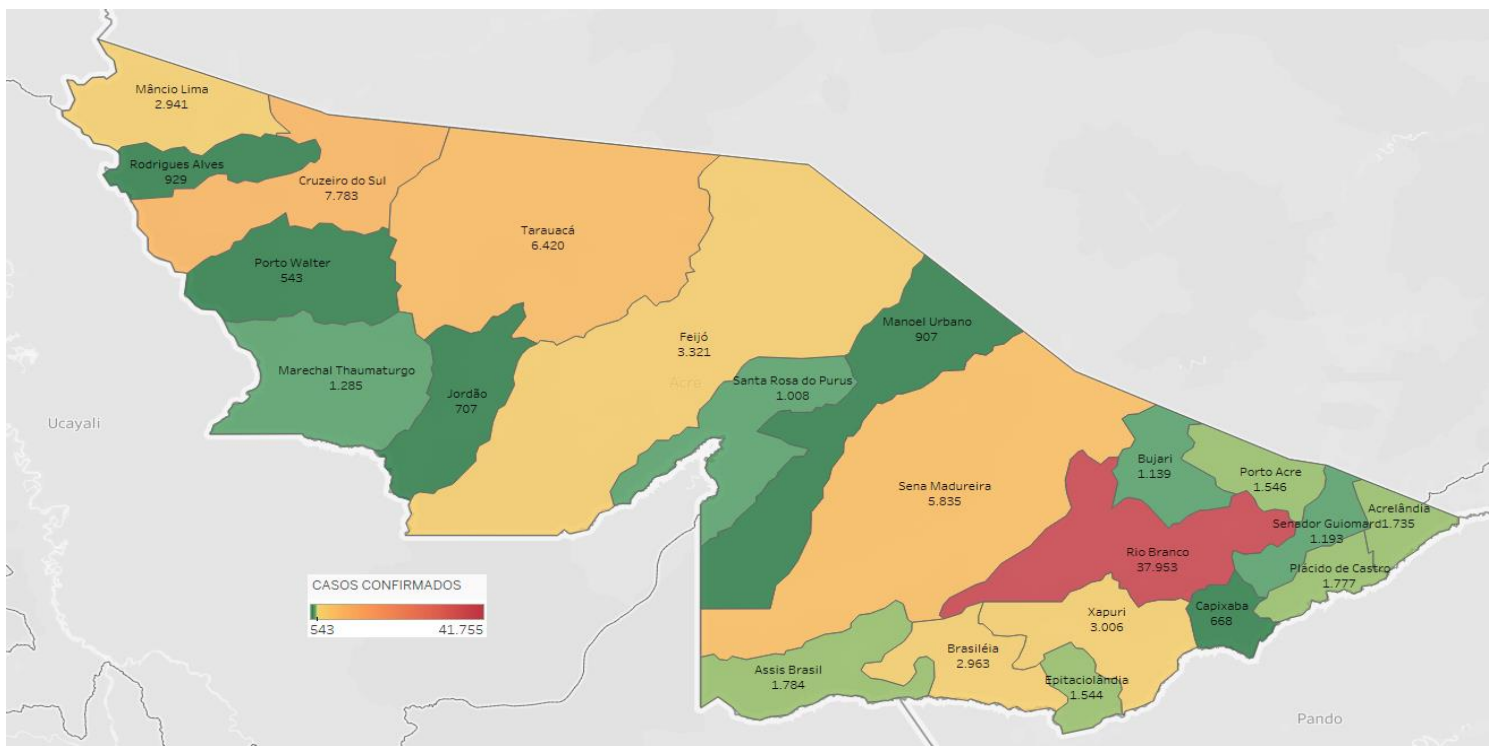 Mâncio Lima
2.941
Rodrigues Alves
929
Cruzeiro do Sul
7.783
Tarauacá
6.420
Porto Walter
543
Manoel Urbano
907
Feijó
3.321
Marechal Thaumaturgo
1.285
Santa Rosa do Purus
1.008
Acre
Jordão
707
Ucayali
Bujari
1.139
Porto Acre
1.546
Sena Madureira
5.835
Acrelândia
1.735
Senador Guiomard
1.193
Rio Branco
37.953
Plácido de Castro
1.777
CASOS CONFIRMADOS
543
41.755
Capixaba
668
Xapuri
3.006
Brasiléia
2.963
Assis Brasil
1.784
Epitaciolândia
1.544
Pando